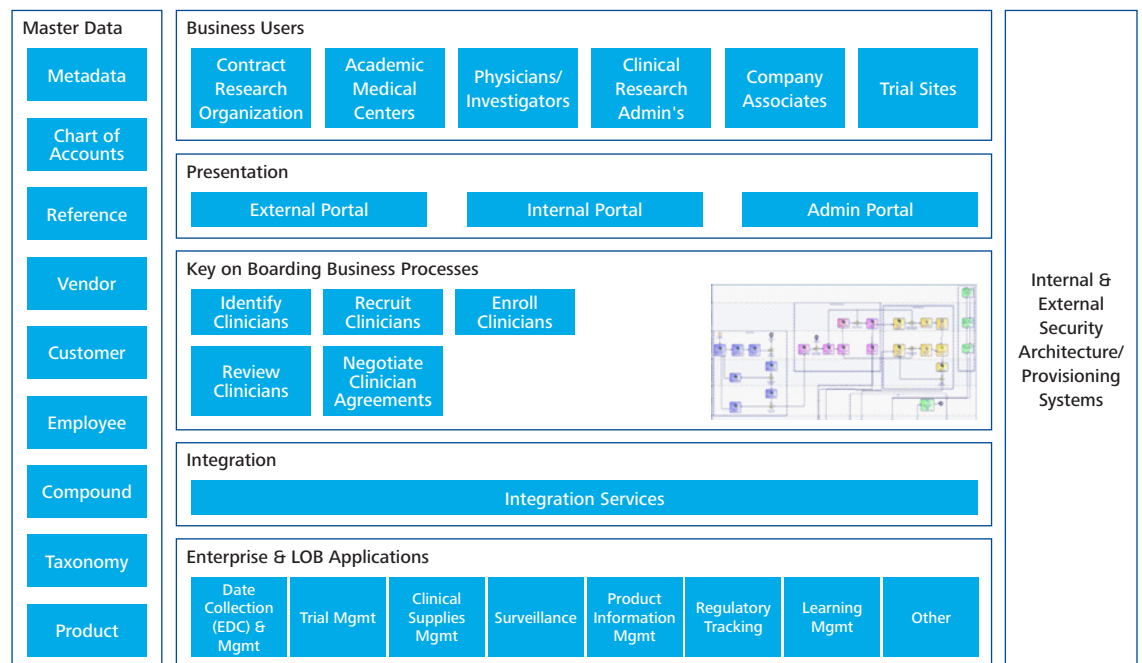 Master Data
Metadata
Chart of
Accounts
Reference
Vendor
Customer
Employee
Compound
Taxonomy
Product
Business Users
Contract
Research
Organization
Academic
Medical
Centers
Physicians/
Investigators
Clinical
Research
Admin's
Company
Associates
Trial Sites
Presentation
External Portal
Internal Portal
Admin Portal
Key on Boarding Business Processes
Identify
Clinicians
Recruit
Clinicians
Enroll
Clinicians
Review
Clinicians
Negotiate
Clinician
Agreements
Integration
Integration Services
Enterprise & LOB Applications
Date
Collection
(EDC) &
Mgmt
Trial Mgmt
Clinical
Supplies
Mgmt
Surveillance
Product
Information
Mgmt
Regulatory
Tracking
Learning
Mgmt
Other
Internal &
External
Security
Architecture/
Provisioning
Systems